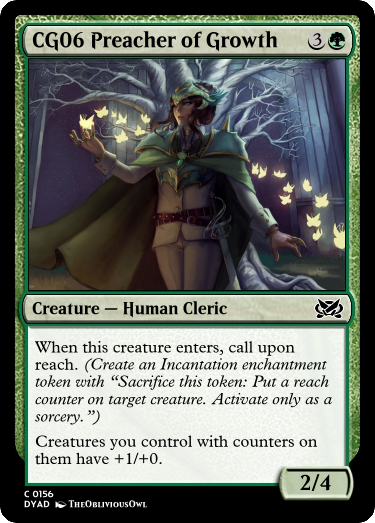 CG06 Preacher of Growth 3
Creature — Human Cleric
When this creature enters, call upon
reach. (Create an Incantation enchantment
token with “Sacrifice this token: Put a reach
counter on target creature. Activate only as a
sorcery.”)
Creatures you control with counters on
them have +1/+0.
2/4
C 0156
DYAD TheObliviousOwl